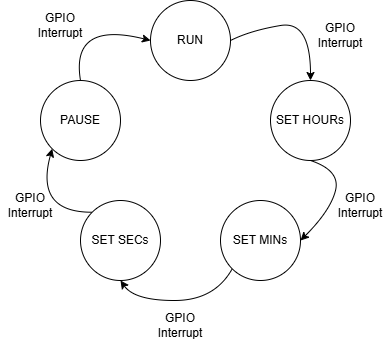 GPIO
Interrupt
RUN
GPIO
Interrupt
PAUSE
SET HOURs
GPIO
Interrupt
GPIO
Interrupt
SET SECs
SET MINs
GPIO
Interrupt